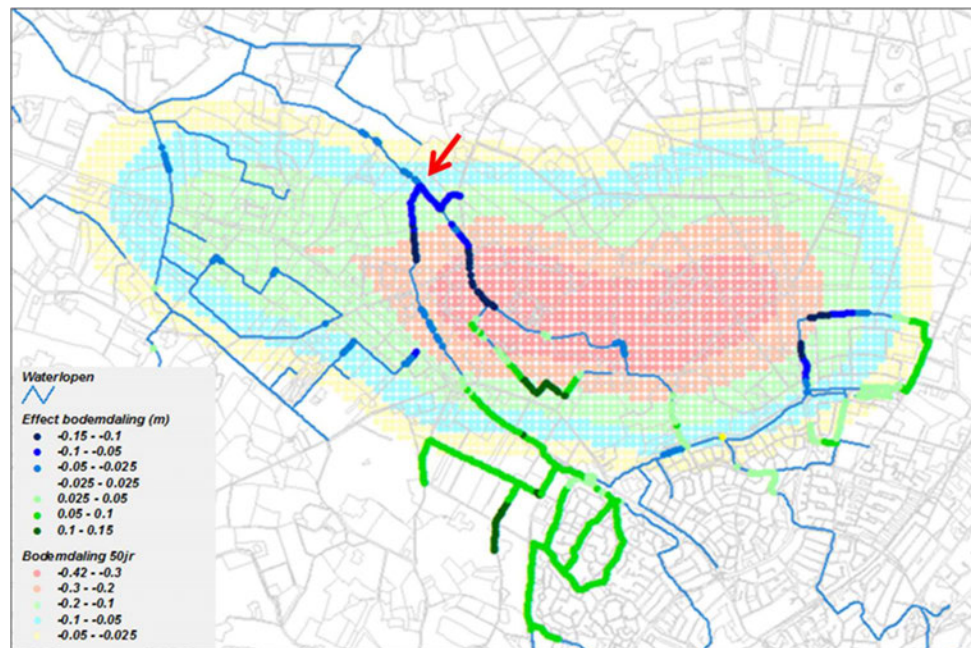 Waterlopen
Effect bodemdaling (m)
-0.15 - -0.1
-0.1 - -0.05
-0.05 - -0.025
-0.025 - 0.025
0.025 - 0.05
0.05 - 0.1
0.1 - 0.15
Bodemdaling 50jr
-0.42 - -0.3
-0.3 - -0.2
-0.2 - -0.1
-0.1 - -0.05
-0.05 - -0.025